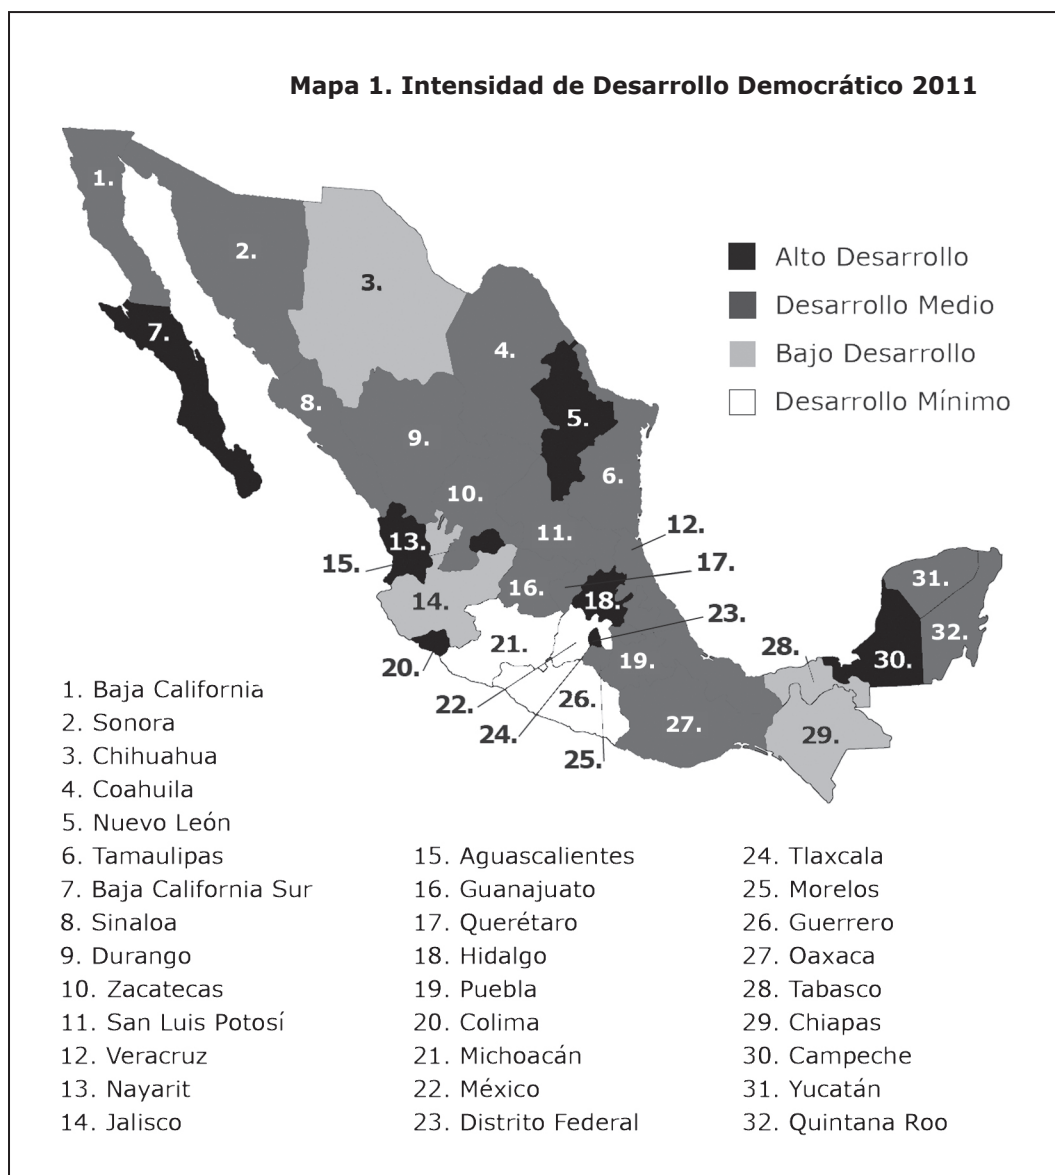 Mapa 1. Intensidad de Desarrollo Democrático 2011
1.
2.
3.
Alto Desarrollo
Desarrollo Medio
Bajo Desarrollo
Desarrollo Mínimo
7.
4.
8.
5.
9.
6.
10.
11.
12.
13.
15.
17.
14.
16.
18.
31.
23.
32.
20.
21.
19.
28.
30.
22.
26.
24.
27.
29.
25.
1. Baja California
2. Sonora
3. Chihuahua
4. Coahuila
5. Nuevo León
6. Tamaulipas
7. Baja California Sur
8. Sinaloa
9. Durango
10. Zacatecas
11. San Luis Potosí
12. Veracruz
13. Nayarit
14. Jalisco
15. Aguascalientes
16. Guanajuato
17. Querétaro
18. Hidalgo
19. Puebla
20. Colima
21. Michoacán
22. México
23. Distrito Federal
24. Tlaxcala
25. Morelos
26. Guerrero
27. Oaxaca
28. Tabasco
29. Chiapas
30. Campeche
31. Yucatán
32. Quintana Roo